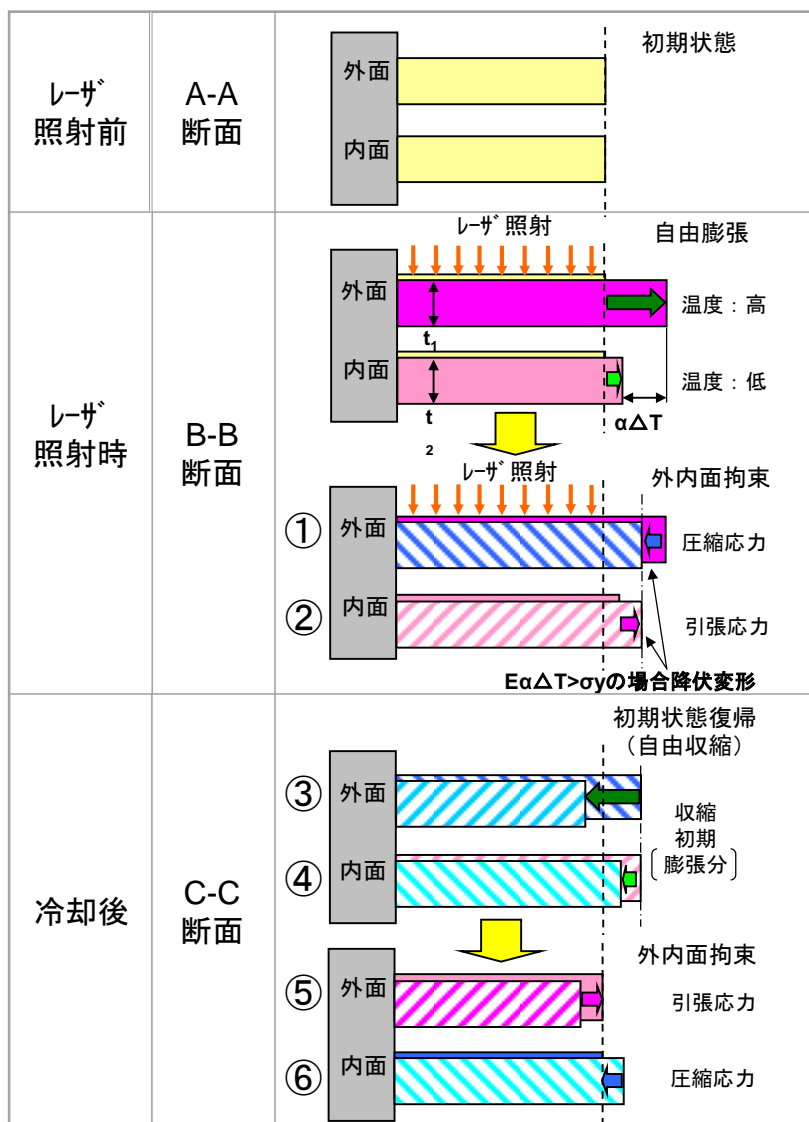 ﾚｰｻﾞ
照射前
A-A
断面
初期状態
外面
内面
ﾚｰｻﾞ
照射時
B-B
断面
ﾚｰｻﾞ照射
自由膨張
外面
t1
温度：高
内面
t
2
温度：低
α△T
ﾚｰｻﾞ照射
外内面拘束
①
外面
圧縮応力
②
内面
引張応力
Eα△T>σyの場合降伏変形
冷却後
C-C
断面
初期状態復帰
（自由収縮）
③
外面
収縮
初期
〔膨張分〕
④
内面
外内面拘束
⑤
外面
引張応力
⑥
内面
圧縮応力